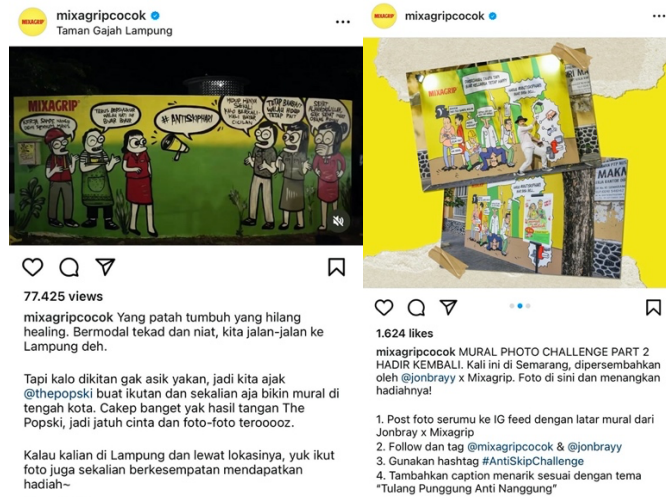 mixagripcocok
Taman Gajah Lampung
MIXAGRIP
MIXAGRIP
# ANTISKIPHARI
77.425 views
mixagripcocok Yang patah tumbuh yang hilang
healing. Bermodal tekad dan niat, kita jalan-jalan ke
Lampung deh.
Tapi kalo dikitan gak asik yakan, jadi kita ajak
@thepopski buat ikutan dan sekalian aja bikin mural di
tengah kota. Cakep banget yak hasil tangan The
Popski, jadi jatuh cinta dan foto-foto terooooz.
Kalau kalian di Lampung dan lewat lokasinya, yuk ikut
foto juga sekalian berkesempatan mendapatkan
hadiah~
mixagripcocok
MIXAGRIP
MIXAGRIP
MAKM
1.624 likes
mixagripcocok MURAL PHOTO CHALLENGE PART 2
HADIR KEMBALI. Kali ini di Semarang, dipersembahkan
oleh @jonbrayy x Mixagrip. Foto di sini dan menangkan
hadiahnya!
1. Post foto serumu ke IG feed dengan latar mural dari
Jonbray x Mixagrip
2. Follow dan tag @mixagripcocok & @jonbrayy
3. Gunakan hashtag #AntiSkipChallenge
4. Tambahkan caption menarik sesuai dengan tema
“Tulang Punggung Anti Nanggung”